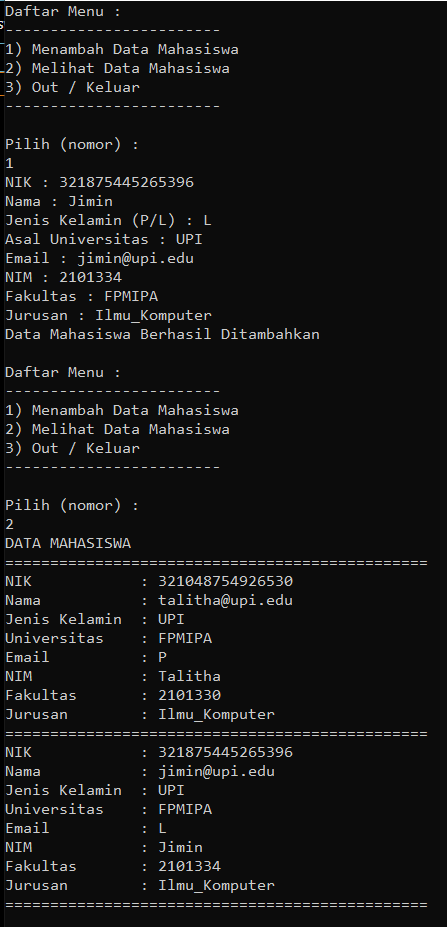 Daftar Menu :
------------------------
1) Menambah Data Mahasiswa
2) Melihat Data Mahasiswa
3) Out / Keluar
------------------------
Pilih (nomor) :
1
NIK : 321875445265396
Nama : Jimin
Jenis Kelamin (P/L) : L
Asal Universitas : UPI
Email : jimin@upi.edu
NIM : 2101334
Fakultas : FPMIPA
Jurusan : Ilmu_Komputer
Data Mahasiswa Berhasil Ditambahkan
Daftar Menu :
------------------------
1) Menambah Data Mahasiswa
2) Melihat Data Mahasiswa
3) Out / Keluar
------------------------
Pilih (nomor) :
2
DATA MAHASISWA
===============================================
NIK : 321048754926530
Nama : talitha@upi.edu
Jenis Kelamin : UPI
Universitas : FPMIPA
Email : P
NIM : Talitha
Fakultas : 2101330
Jurusan : Ilmu_Komputer
===============================================
NIK : 321875445265396
Nama : jimin@upi.edu
Jenis Kelamin : UPI
Universitas : FPMIPA
Email : L
NIM : Jimin
Fakultas : 2101334
Jurusan : Ilmu_Komputer
===============================================